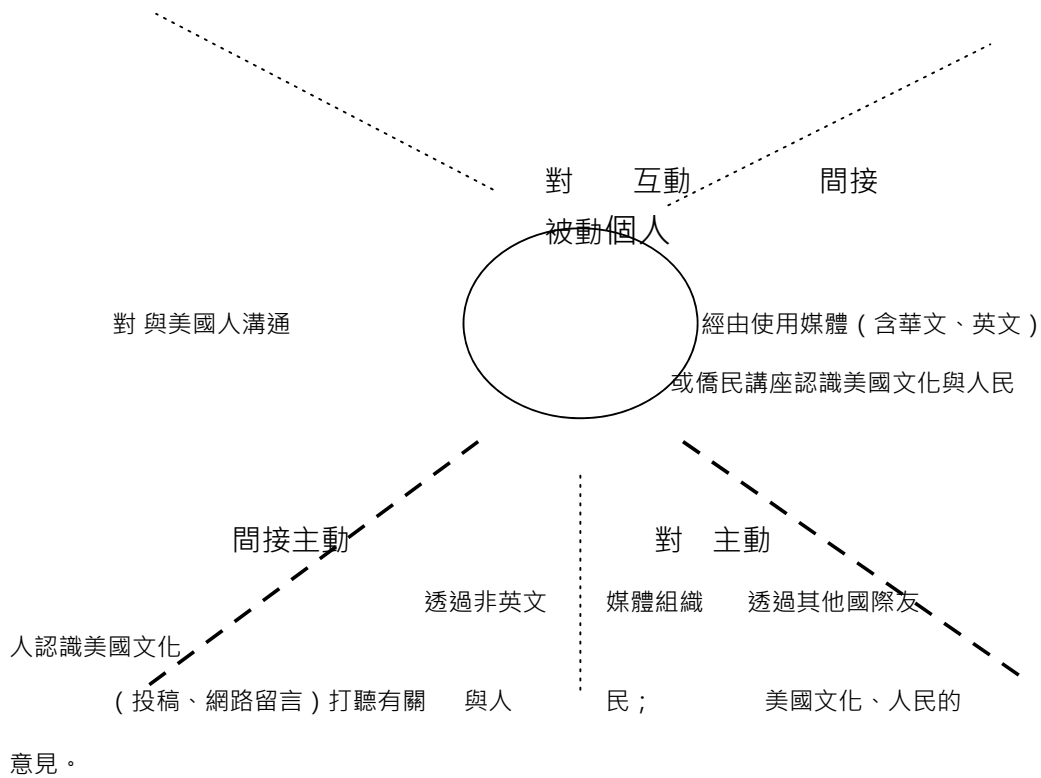 對 互動 間接
被動個人
對 與美國人溝通 經由使用媒體(含華文、英文)
或僑民講座認識美國文化與人民
間接主動 對 主動
透過非英文 媒體組織 透過其他國際友
人認識美國文化
(投稿、網路留言)打聽有關 與人 民; 美國文化、人民的
意見。